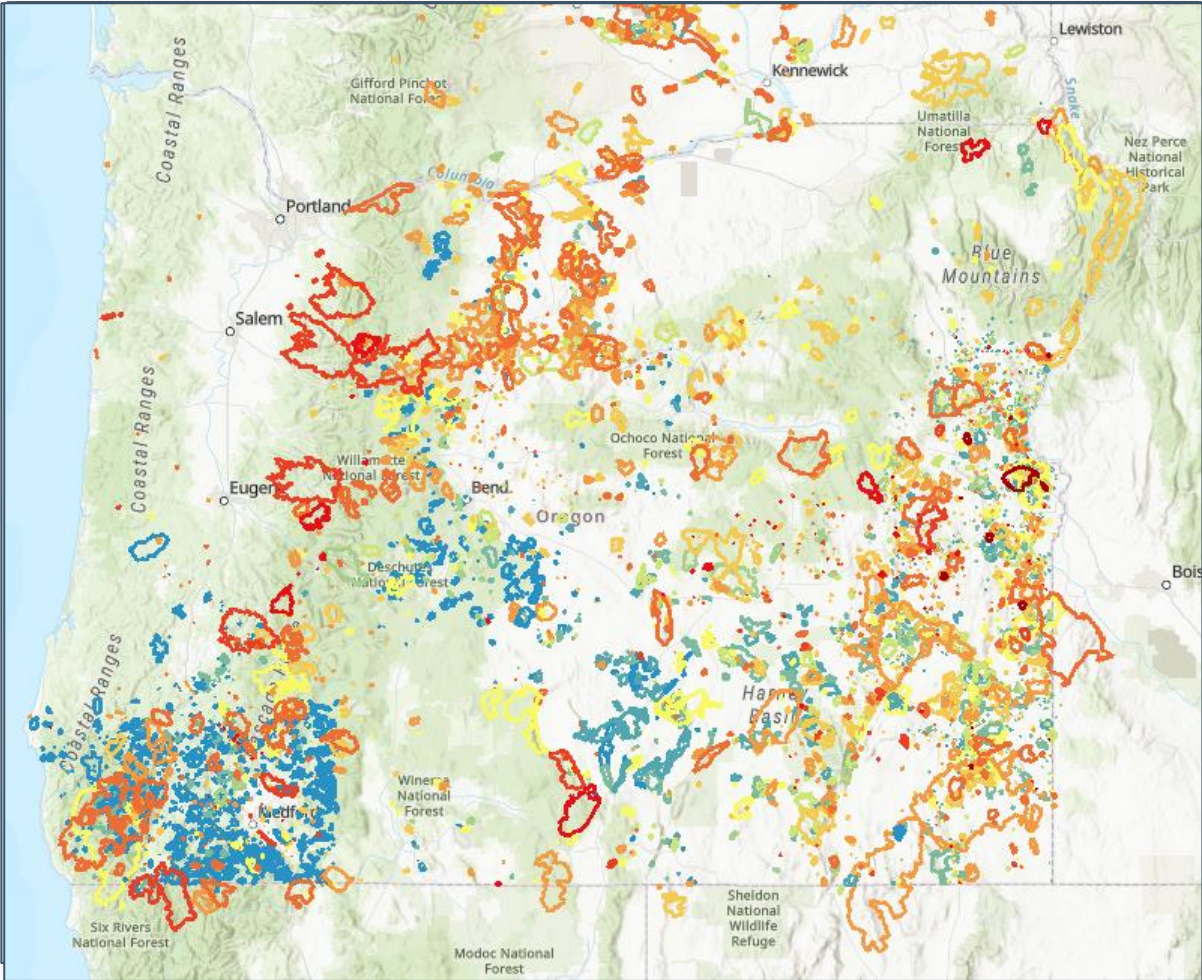 Lewiston
Kennewick
Gifford Pinchot
National Forest
Coastal Ranges
Snake
Umatilla
National
Forest
Nez Perce
National
Historical
Park
Columbia
Portland
Blue
Mountains
Salem
Coastal Ranges
Ochoco National
Forest
Willamette
National Forest
Eugen
Bend
Oregon
Deschutes
National Forest
Bois
Coastal Ranges
Harney
Basin
Winema
National
Forest
Medf
Sheldon
National
Wildlife
Refuge
Six Rivers
National Forest
Modoc National
Forest